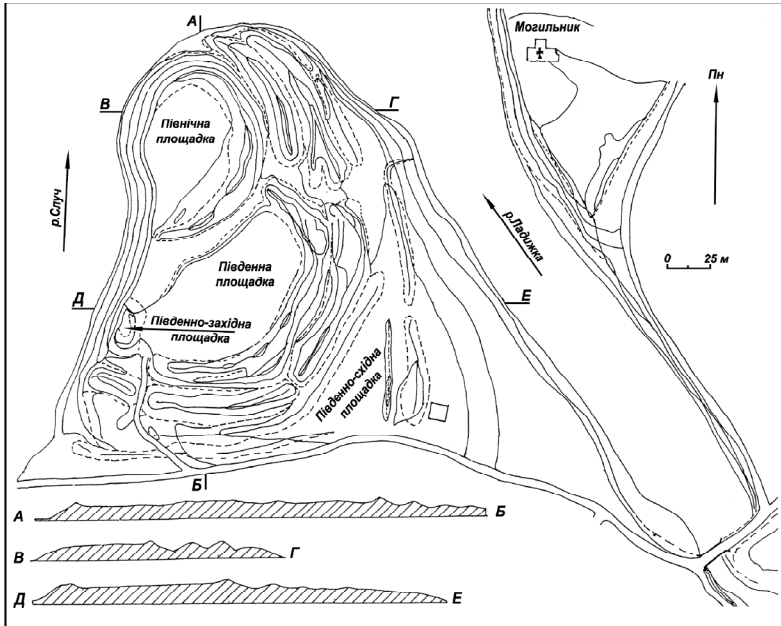 А
Могильник
Пн
В
Г
Північна
площадка
р.Случ
р.Ладижка
0 25 м
Південна
площадка
Д
Е
Південно-західна
площадка
Південно-східна
площадка
Б
А
Б
В
Г
Д
Е